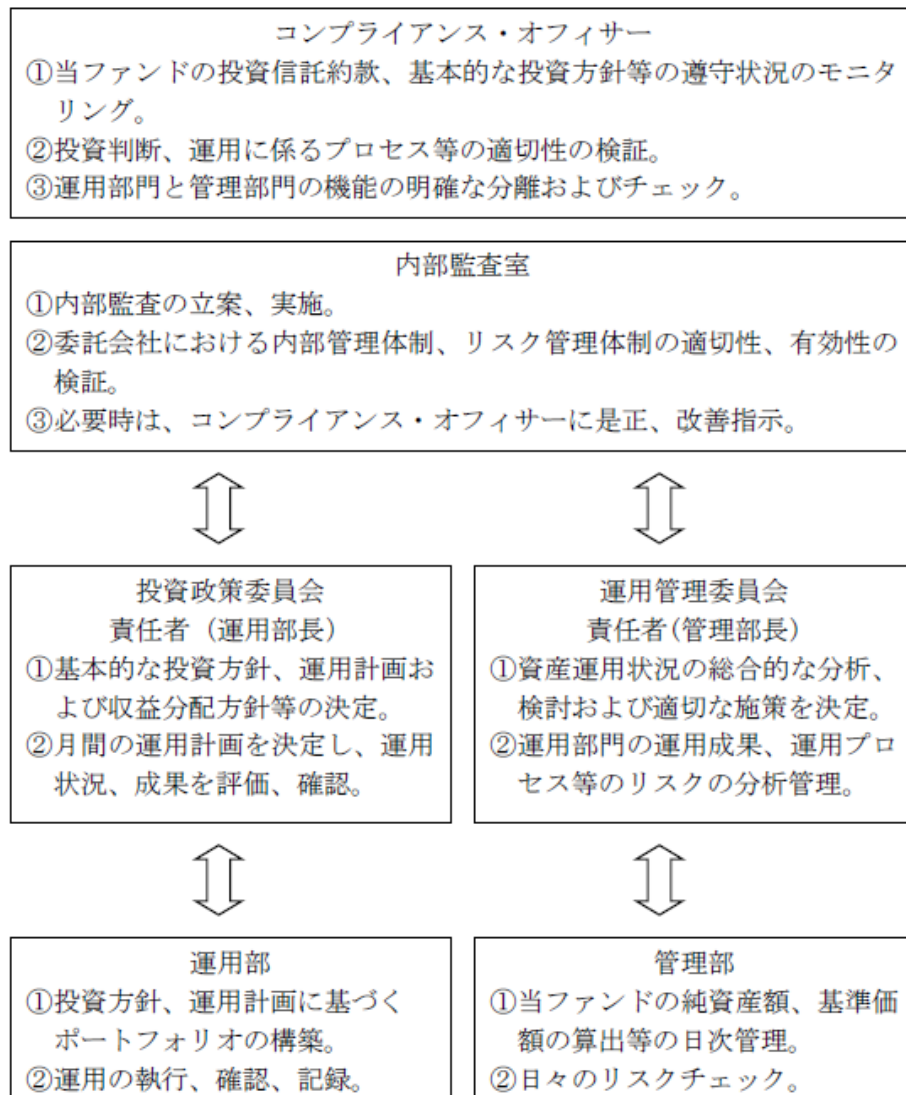 コンプライアンス・オフィサー
①当ファンドの投資信託約款、基本的な投資方針等の遵守状況のモニタ
リング。
②投資判断、運用に係るプロセス等の適切性の検証。
③運用部門と管理部門の機能の明確な分離およびチェック。
内部監査室
①内部監査の立案、実施。
②委託会社における内部管理体制、リスク管理体制の適切性、有効性の
検証。
③必要時は、コンプライアンス・オフィサーに是正、改善指示。
投資政策委員会
責任者（運用部長）
①基本的な投資方針、運用計画お
よび収益分配方針等の決定。
②月間の運用計画を決定し、運用
状況、成果を評価、確認。
運用管理委員会
責任者(管理部長)
①資産運用状況の総合的な分析、
検討および適切な施策を決定。
②運用部門の運用成果、運用プロ
セス等のリスクの分析管理。
運用部
①投資方針、運用計画に基づく
ポートフォリオの構築。
②運用の執行、確認、記録。
管理部
①当ファンドの純資産額、基準価
額の算出等の日次管理。
②日々のリスクチェック。